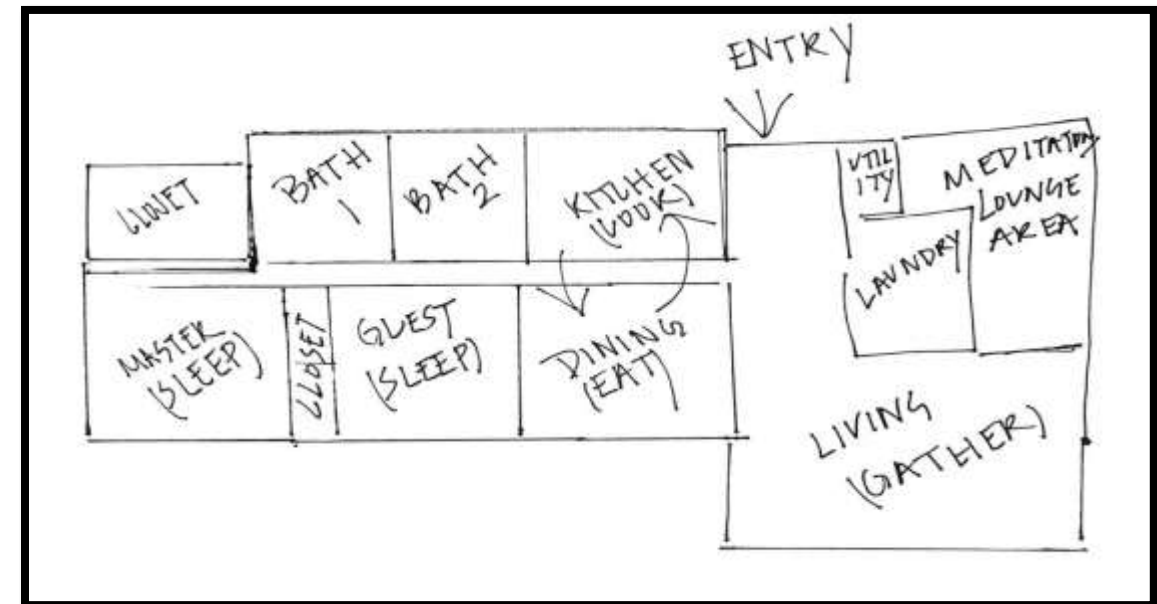 ENTRY
CLOSET
BATH
1
BATH
2
KITCHEN
(COOK)
UTIL
ITY
MEDITATION
LOUNGE
AREA
LAUNDRY
MASTER
(SLEEP)
CLOSET
GUEST
(SLEEP)
DINING
(EAT)
LIVING
(GATHER)